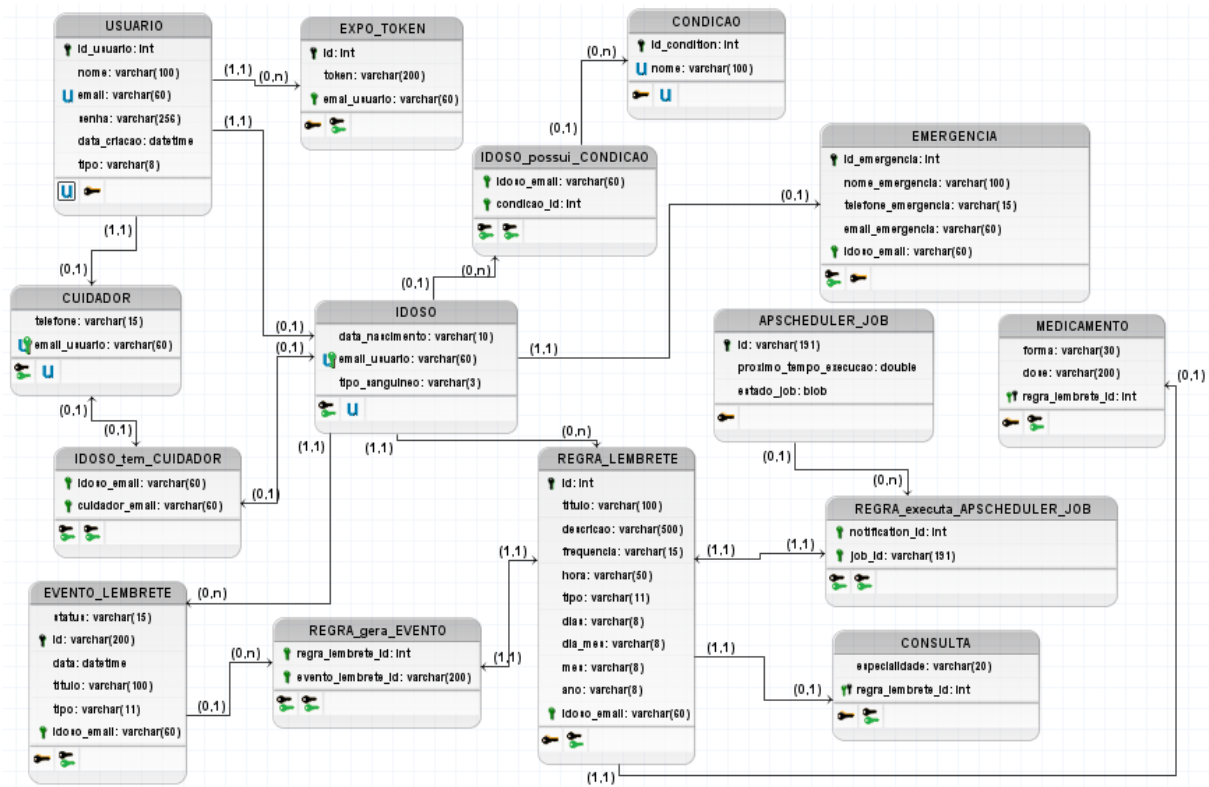 USUARIO
id_usuario: int
nome: varchar(100)
email: varchar(60)
senha: varchar(256)
data_criacao: datetime
tipo: varchar(8)
(1,1)
(0,n)
(1,1)
(1,1)
(0,1)
EXPO_TOKEN
id: int
token: varchar(200)
emal_usuario: varchar(60)
CONDICAO
id_condition: int
nome: varchar(100)
(0,n)
(0,1)
IDOSO_possui_CONDICAO
idoso_email: varchar(60)
condicao_id: int
EMERGENCIA
id_emergencia: int
nome_emergencia: varchar(100)
telefone_emergencia: varchar(15)
email_emergencia: varchar(60)
idoso_email: varchar(60)
(0,1)
(0,n)
(0,1)
CUIDADOR
telefone: varchar(15)
email_usuario: varchar(60)
(0,1)
(0,1)
IDOSO
data_nascimento: varchar(10)
email_usuario: varchar(60)
tipo_sanguineo: varchar(3)
(0,1)
(0,1)
(1,1)
APSCHEDULER_JOB
id: varchar(191)
proximo_tempo_execucao: double
estado_job: blob
(0,1)
(0,n)
MEDICAMENTO
forma: varchar(30)
dose: varchar(200)
regra_lembrete_id: int
(0,1)
IDOSO_tem_CUIDADOR
idoso_email: varchar(60)
cuidador_email: varchar(60)
(0,1)
(1,1)
(1,1)
(0,n)
REGRA_LEMBRETE
id: int
titulo: varchar(100)
descricao: varchar(500)
frequencia: varchar(15)
hora: varchar(50)
tipo: varchar(11)
dias: varchar(8)
dia_mes: varchar(8)
mes: varchar(8)
ano: varchar(8)
idoso_email: varchar(60)
(1,1)
(1,1)
(1,1)
REGRA_executa_APSCHEDULER_JOB
notification_id: int
job_id: varchar(191)
EVENTO_LEMBRETE
status: varchar(15)
id: varchar(200)
data: datetime
titulo: varchar(100)
tipo: varchar(11)
idoso_email: varchar(60)
(0,n)
(0,n)
(0,1)
REGRA_gera_EVENTO
regra_lembrete_id: int
evento_lembrete_id: varchar(200)
(1,1)
(1,1)
(0,1)
CONSULTA
especialidade: varchar(20)
regra_lembrete_id: int
(1,1)